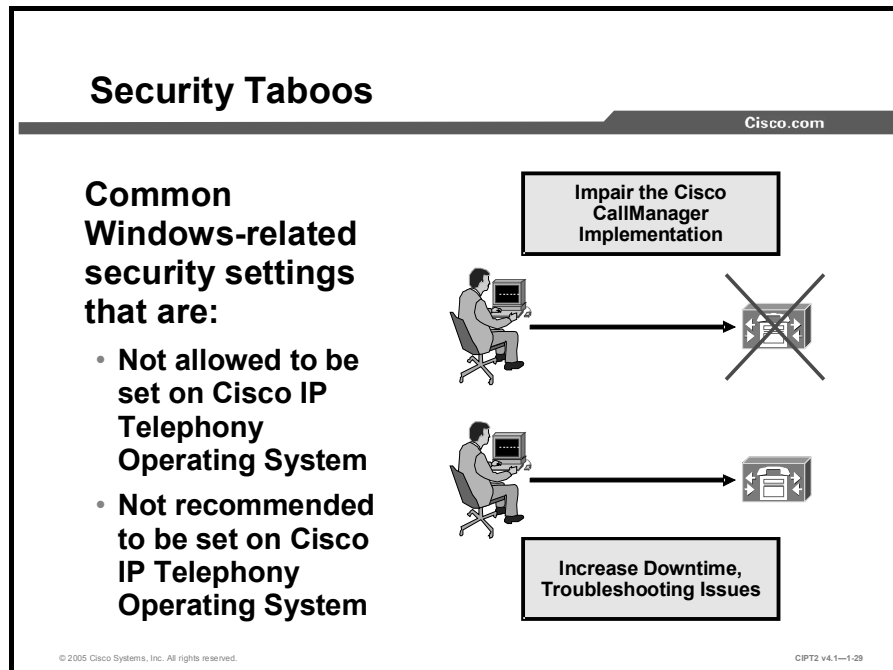 Security Taboos
Cisco.com
Common
Windows-related
security settings
that are:
• Not allowed to be
set on Cisco IP
Telephony
Operating System
• Not recommended
to be set on Cisco
IP Telephony
Operating System
Impair the Cisco
CallManager
Implementation
Increase Downtime,
Troubleshooting Issues
© 2005 Cisco Systems, Inc. All rights reserved.
CIPT2 v4.1—1-29